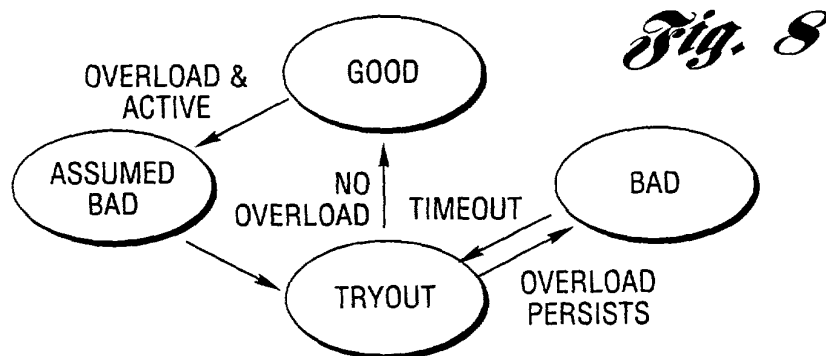 Fig. 8
GOOD
OVERLOAD &
ACTIVE
ASSUMED
BAD
NO
OVERLOAD
TIMEOUT
BAD
TRYOUT
OVERLOAD
PERSISTS